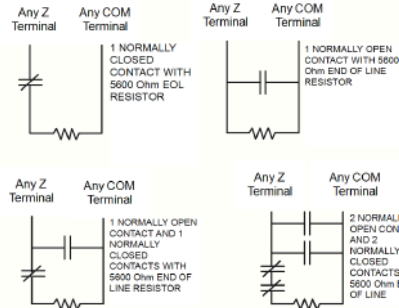 Any Z Any COM
Terminal Terminal
1 NORMALLY
CLOSED
CONTACT WITH
5600 Ohm EOL
RESISTOR
Any Z Any COM
Terminal Terminal
1 NORMALLY OPEN
CONTACT WITH 5600
Ohm END OF LINE
RESISTOR
Any Z Any COM
Terminal Terminal
1 NORMALLY OPEN
CONTACT AND 1
NORMALLY
CLOSED
CONTACTS WITH
5600 Ohm END OF
LINE RESISTOR
Any Z Any COM
Terminal Terminal
2
OPEN
AND 2
NORMALLY
CLOSED
CONTACTS
5600 Ohm
OF LINE